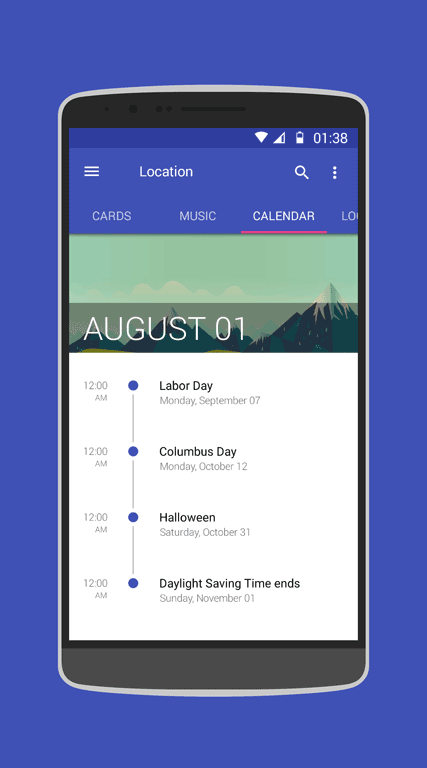 01:38
Location
CARDS MUSIC CALENDAR LO
AUGUST 01
12:00 Labor Day
AM Monday, September 07
12:00 Columbus Day
AM Monday, October 12
12:00 Halloween
AM Saturday, October 31
12:00 Daylight Saving Time ends
AM Sunday, November 01